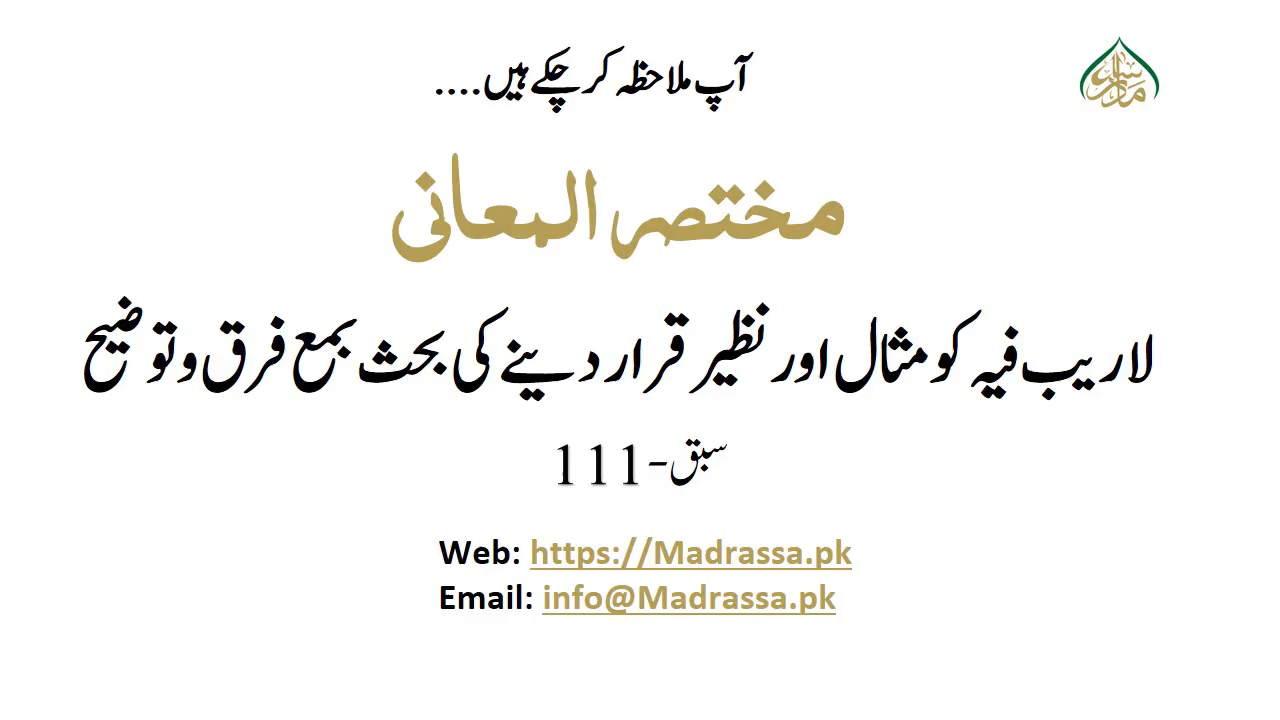 آپ ملاحظہ کر چکے ہیں....
مختصر المعانی
لاریب فیہ کو مثال اور نظیر قرار دینے کی بحث بمع فرق و توضیح
سبق-111
Web: https://Madrassa.pk
Email: info@Madrassa.pk